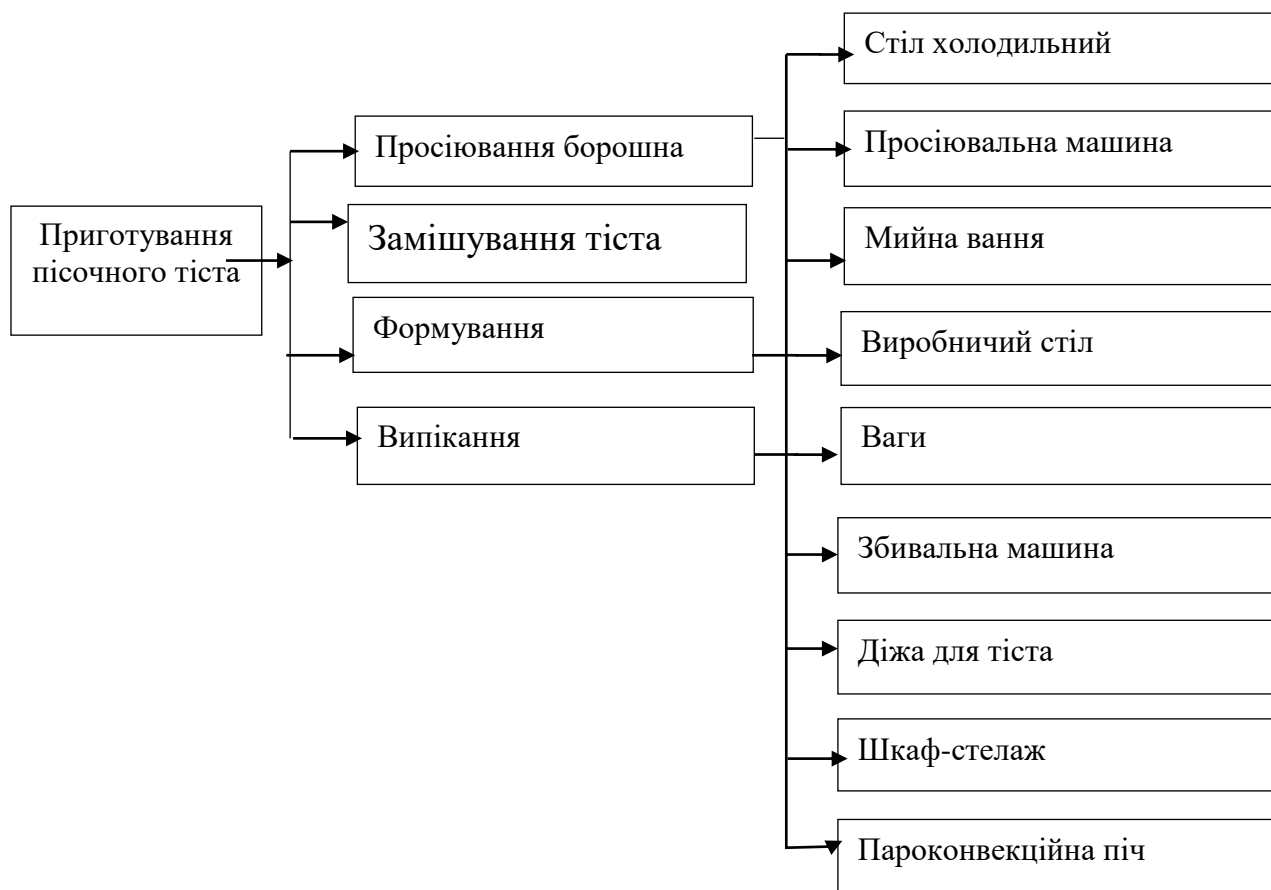 Приготування
пісочного тіста
Просіювання борошна
Замішування тіста
Формування
Випікання
Стіл холодильний
Просіювальна машина
Мийна вання
Виробничий стіл
Ваги
Збивальна машина
Діжа для тіста
Шкаф-стелаж
Пароконвекційна піч